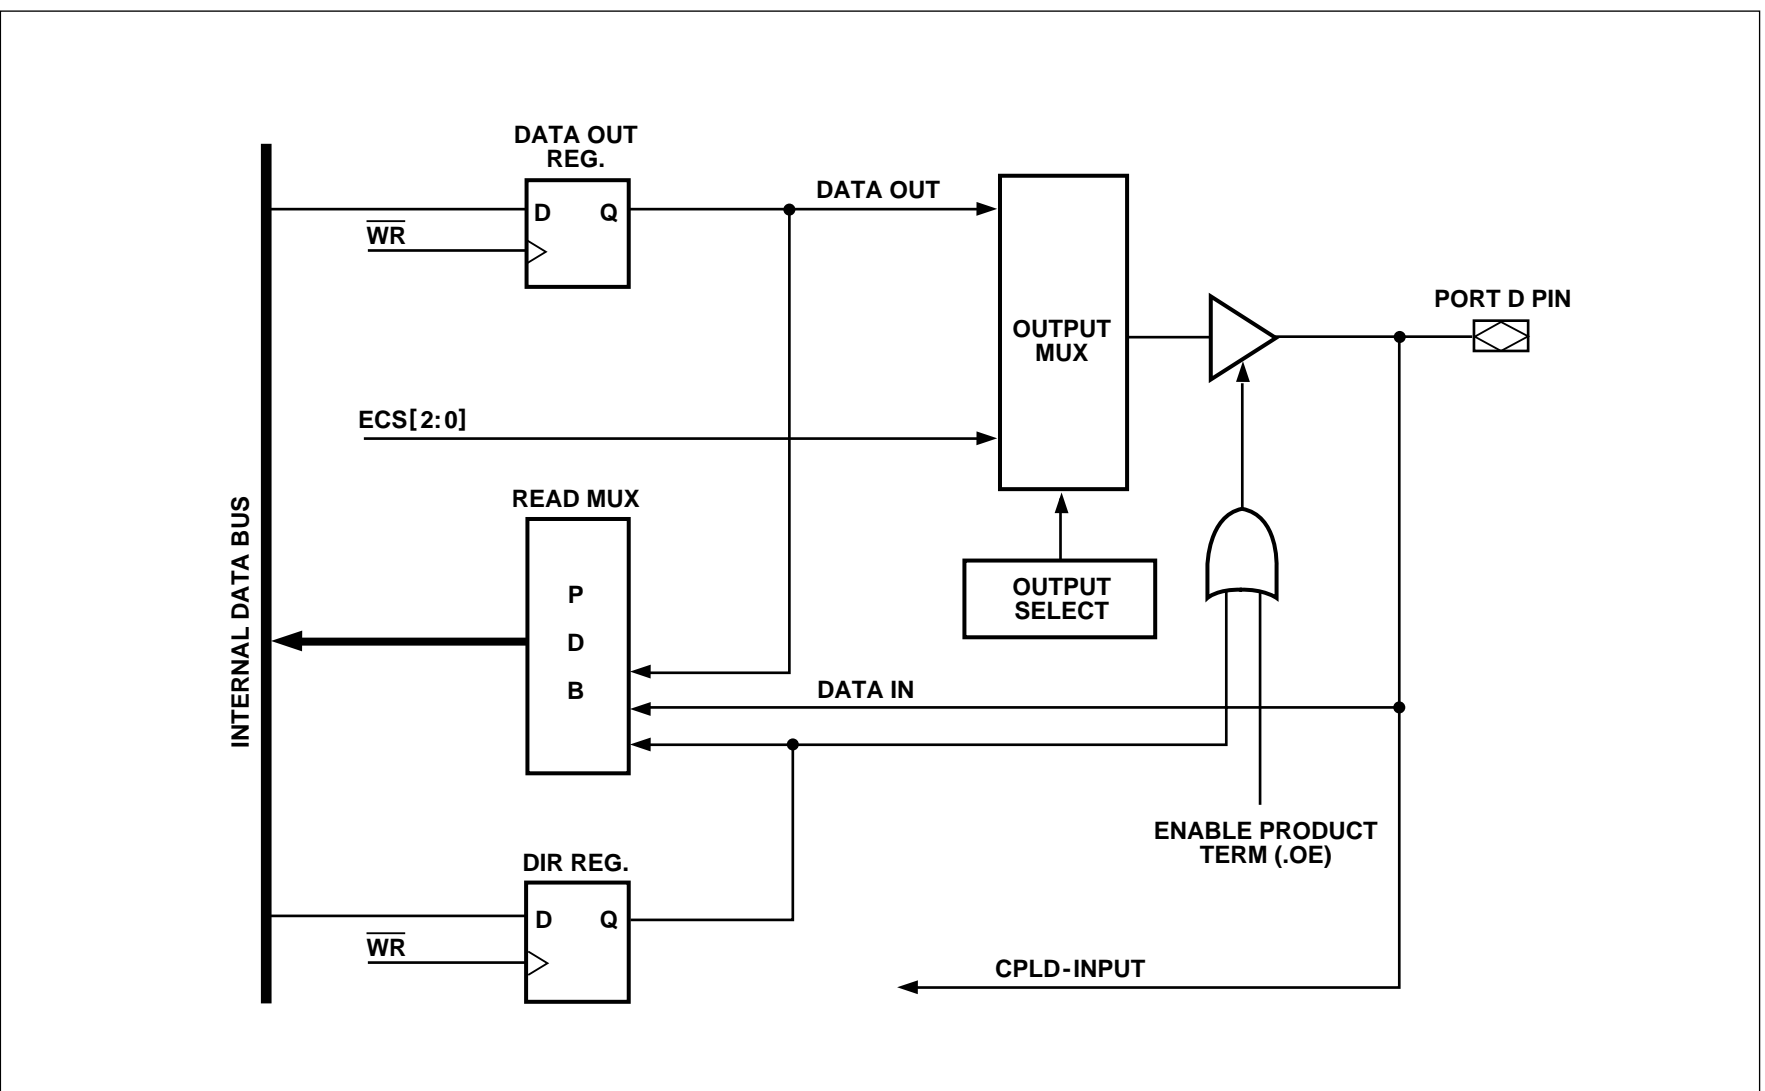 DATA OUT
REG.
D Q
WR
DATA OUT
PORT D PIN
OUTPUT
MUX
ECS[2:0]
READ MUX
P
D
B
OUTPUT
SELECT
DATA IN
INTERNAL DATA BUS
ENABLE PRODUCT
TERM (.OE)
DIR REG.
D Q
WR
CPLD-INPUT